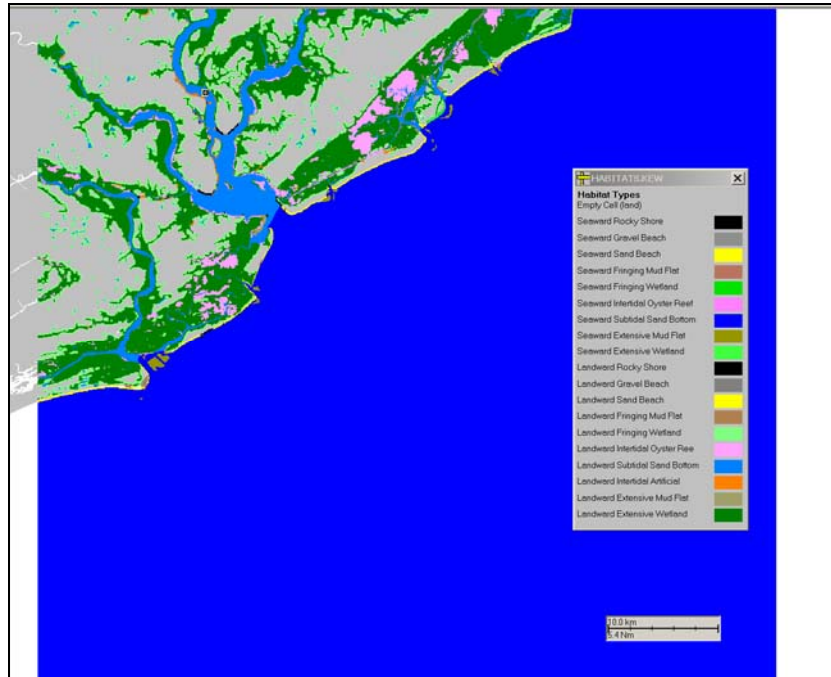 HABITATISKEW
Habitat Types
Empty Cell (land)
Seaward Rocky Shore
Seaward Gravel Beach
Seaward Sand Beach
Seaward Fringing Mud Flat
Seaward Fringing Wetland
Seaward Intertidal Oyster Reef
Seaward Subtidal Sand Bottom
Seaward Extensive Mud Flat
Seaward Extensive Wetland
Landward Rocky Shore
Landward Gravel Beach
Landward Sand Beach
Landward Fringing Mud Flat
Landward Fringing Wetland
Landward Intertidal Oyster Ree
Landward Subtidal Sand Bottom
Landward Intertidal Artificial
Landward Extensive Mud Flat
Landward Extensive Wetland
10.0 km
5.4 Nm